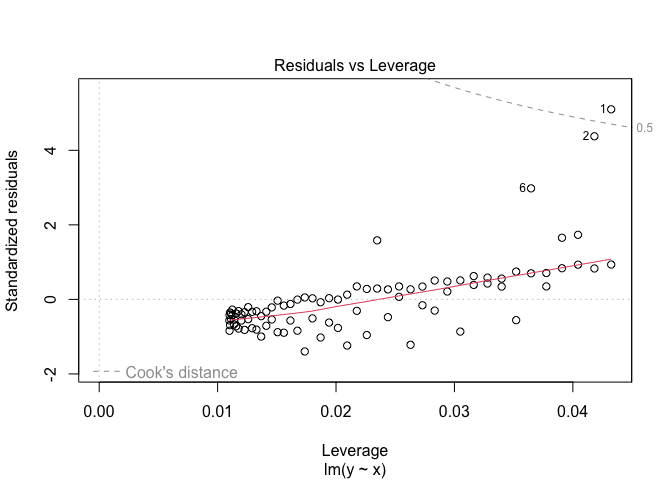 Residuals vs Leverage
Standardized residuals
4
2
0
-2
1
2
6
0.5
Cook's distance
0.00 0.01 0.02 0.03 0.04
Leverage
lm(y ~ x)